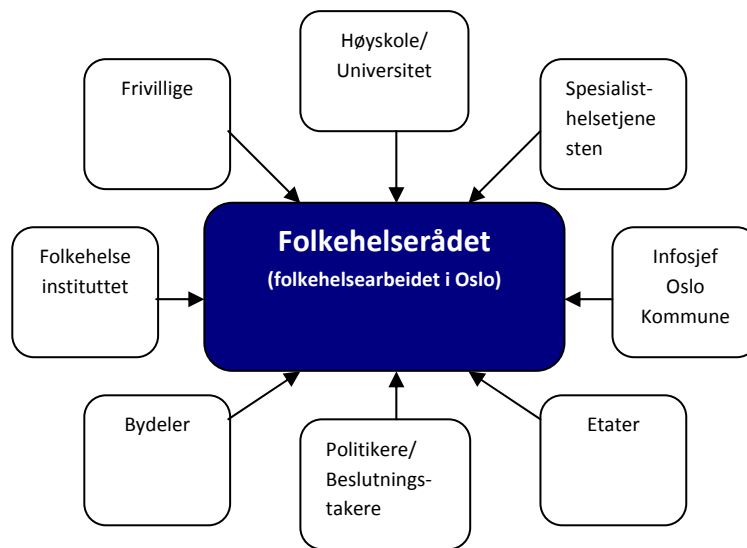 Høyskole/
Universitet
Frivillige
Spesialist-
helsetjene
sten
Folkehelserådet
(folkehelsearbeidet i Oslo)
Folkehelse
instituttet
Infosjef
Oslo
Kommune
Bydeler
Politikere/
Beslutnings-
takere
Etater